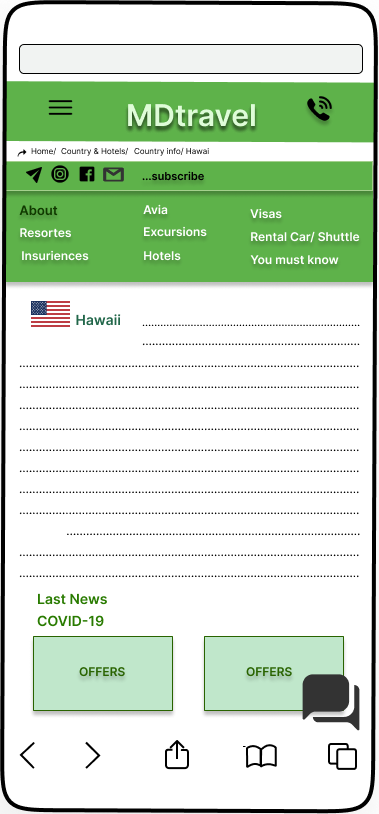 MDtravel
Home/ Country & Hotels/ Country info/ Hawai
...subscribe
About Avia Visas
Resortes Excursions Rental Car/ Shuttle
Insuriences Hotels You must know
Hawaii
Last News
COVID-19
OFFERS OFFERS